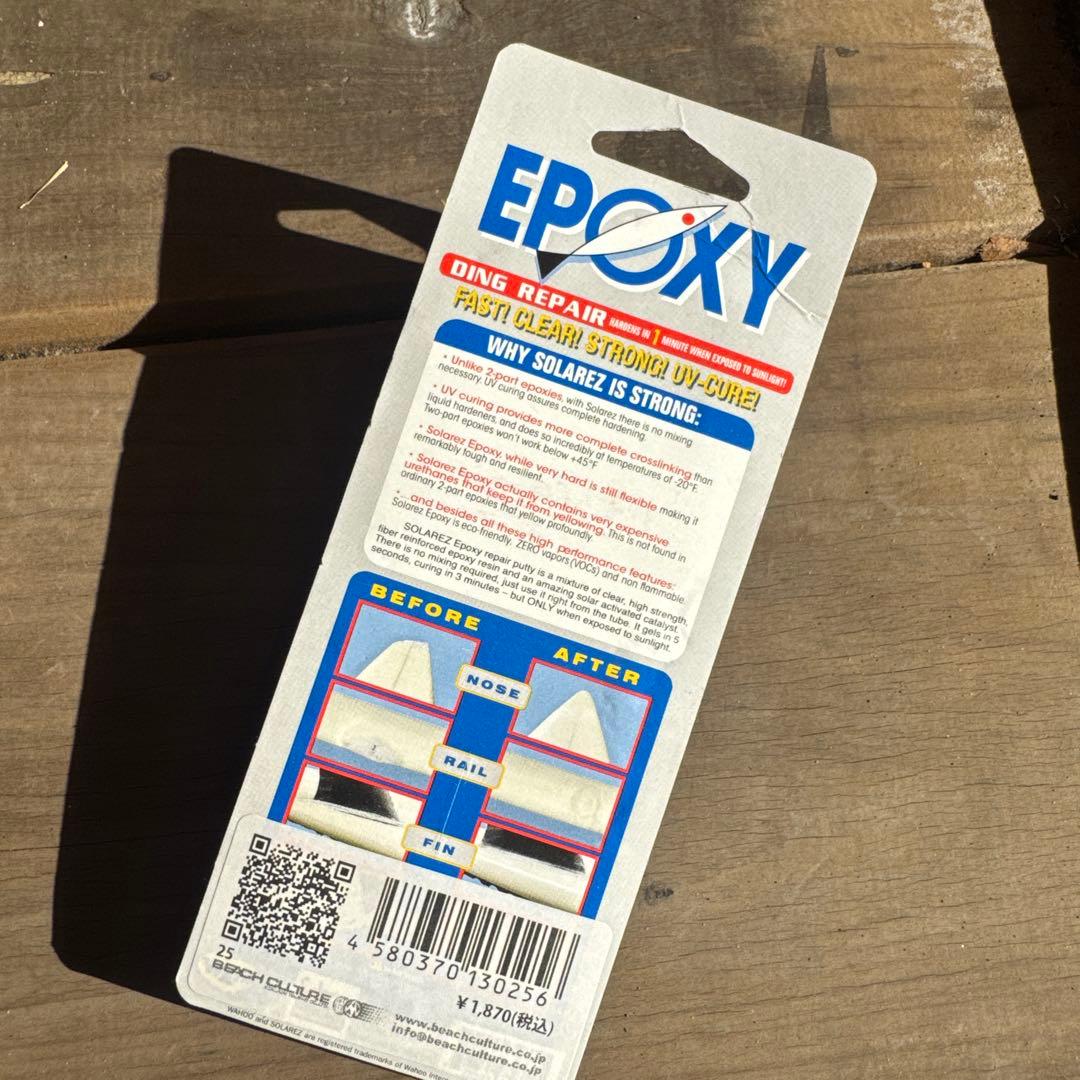 EPOXY
DING REPAIR HARDENS IN 1 MINUTE WHEN EXPOSED TO SUNLIGHT!
FAST! CLEAR! STRONG! UV-CURE!
WHY SOLAREZ IS STRONG:
• Unlike 2-part epoxies, with Solarez there is no mixing
necessary. UV curing assures complete hardening.
• UV curing provides more complete crosslinking than
liquid hardeners, and does so incredibly at temperatures of -20°F.
Two-part epoxies won't work below +45°F
• Solarez Epoxy, while very hard is still flexible making it
remarkably tough and resilient.
• Solarez Epoxy actually contains very expensive
urethanes that keep it from yellowing. This is not found in
ordinary 2-part epoxies that yellow profoundly.
• ...and besides all these high performance features:
Solarez Epoxy is eco-friendly. ZERO vapors (VOCs) and non flammable.
SOLAREZ Epoxy repair putty is a mixture of clear, high strength,
fiber reinforced epoxy resin and an amazing solar activated catalyst.
There is no mixing required, just use it right from the tube. It gels in 5
seconds, curing in 3 minutes – but ONLY when exposed to sunlight.
BEFORE
AFTER
NOSE
RAIL
FIN
25
4 580370 130256
BEACH CULTURE
¥1,870(税込)
www.beachculture.co.jp
info@beachculture.co.jp
WAHOO and SOLAREZ are registered trademarks of Wahoo